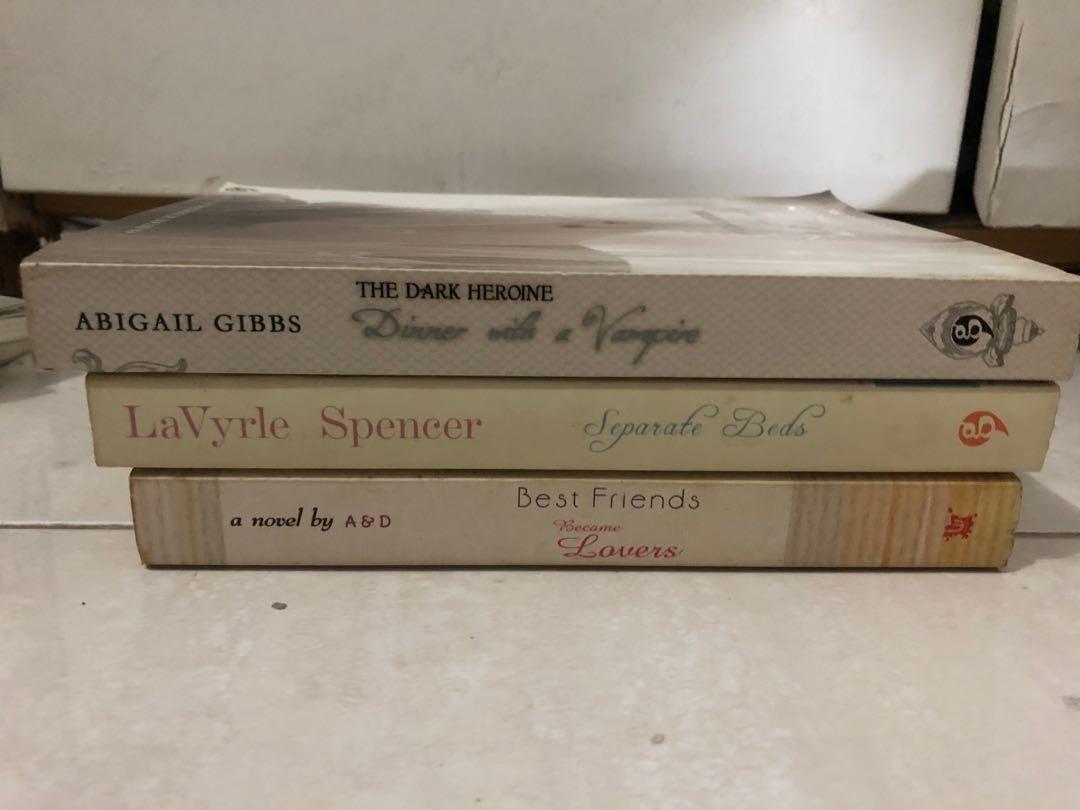 THE DARK HEROINE
ABIGAIL GIBBS Dinner with a Vampire
LaVyrle Spencer Separate Beds
Best Friends
a novel by A&D Became
Lovers